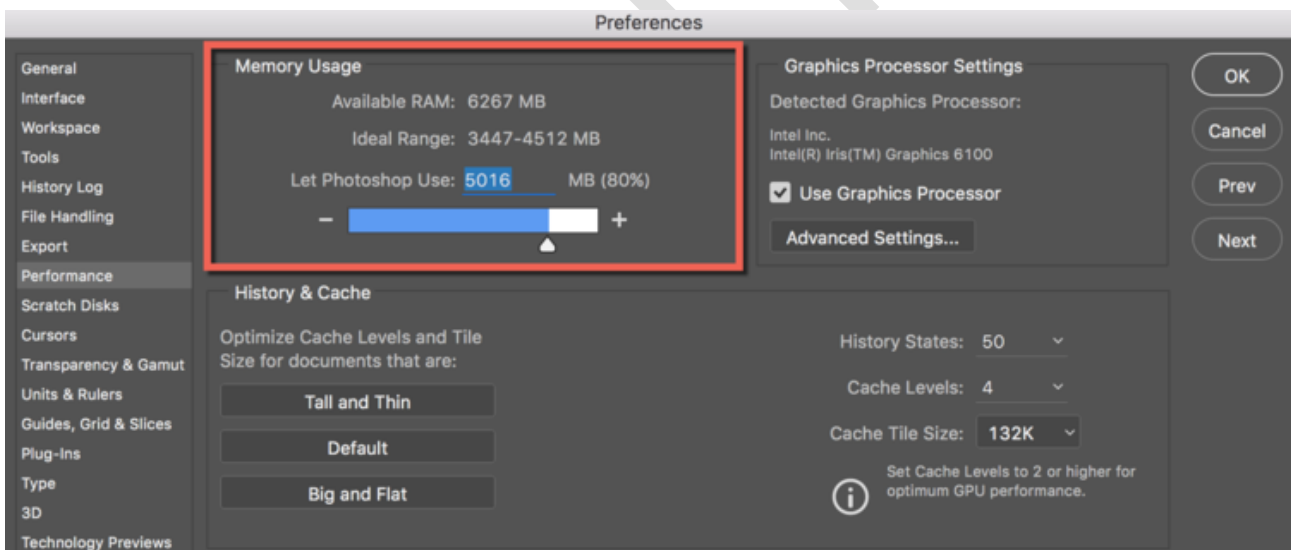 Preferences
General
Interface
Workspace
Tools
History Log
File Handling
Export
Performance
Scratch Disks
Cursors
Transparency & Gamut
Units & Rulers
Guides, Grid & Slices
Plug-Ins
Type
3D
Technology Previews
Memory Usage
Available RAM: 6267 MB
Ideal Range: 3447-4512 MB
Let Photoshop Use: 5016 MB (80%)
− +
Graphics Processor Settings
Detected Graphics Processor:
Intel Inc.
Intel(R) Iris(TM) Graphics 6100
Use Graphics Processor
Advanced Settings...
OK
Cancel
Prev
Next
History & Cache
Optimize Cache Levels and Tile
Size for documents that are:
Tall and Thin
Default
Big and Flat
History States: 50
Cache Levels: 4
Cache Tile Size: 132K
Set Cache Levels to 2 or higher for
optimum GPU performance.